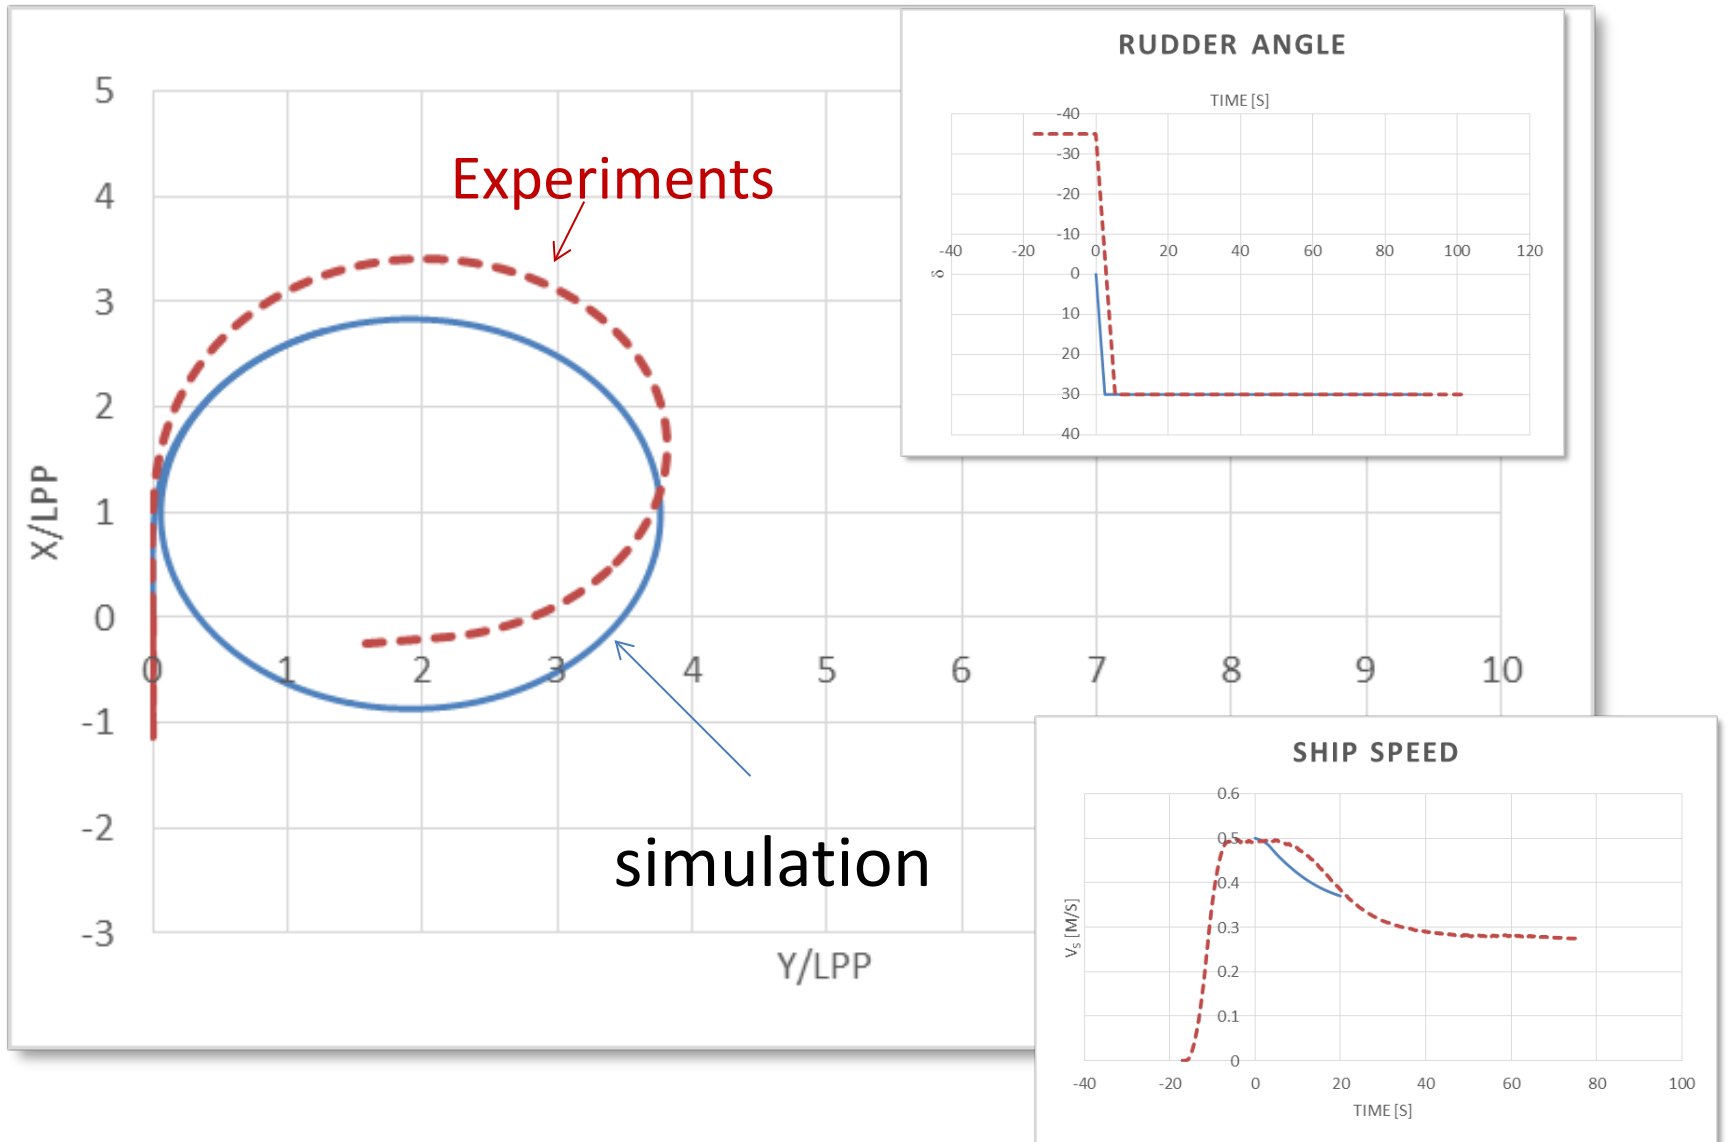 RUDDER ANGLE
TIME [S]
-40
-30
-20
-10
-40 -20 0 20 40 60 80 100 120
δ
0
10
20
30
40
5
4
3
2
1
0
-1
-2
-3
X/LPP
Experiments
0 1 2 3 4 5 6 7 8 9 10
simulation
Y/LPP
SHIP SPEED
0.6
0.5
0.4
0.3
0.2
0.1
0
VS [M/S]
-40 -20 0 20 40 60 80 100
TIME [S]